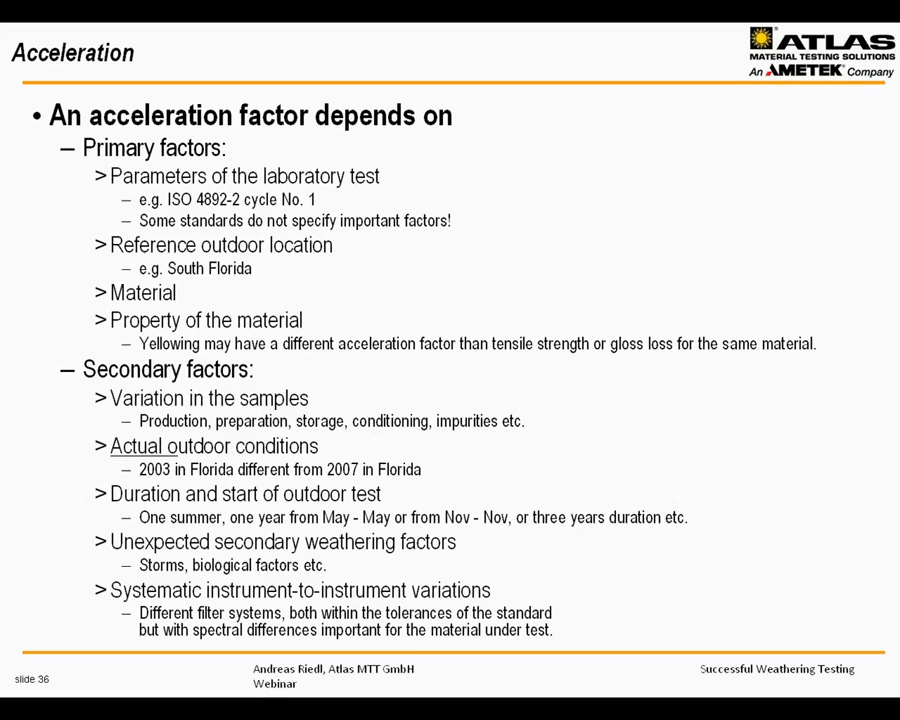 Acceleration
ATLAS
MATERIAL TESTING SOLUTIONS
An AMETEK® Company
• An acceleration factor depends on
– Primary factors:
> Parameters of the laboratory test
– e.g. ISO 4892-2 cycle No. 1
– Some standards do not specify important factors!
> Reference outdoor location
– e.g. South Florida
> Material
> Property of the material
– Yellowing may have a different acceleration factor than tensile strength or gloss loss for the same material.
– Secondary factors:
> Variation in the samples
– Production, preparation, storage, conditioning, impurities etc.
> Actual outdoor conditions
– 2003 in Florida different from 2007 in Florida
> Duration and start of outdoor test
– One summer, one year from May - May or from Nov - Nov, or three years duration etc.
> Unexpected secondary weathering factors
– Storms, biological factors etc.
> Systematic instrument-to-instrument variations
– Different filter systems, both within the tolerances of the standard
but with spectral differences important for the material under test.
slide 36
Andreas Riedl, Atlas MTT GmbH
Webinar
Successful Weathering Testing